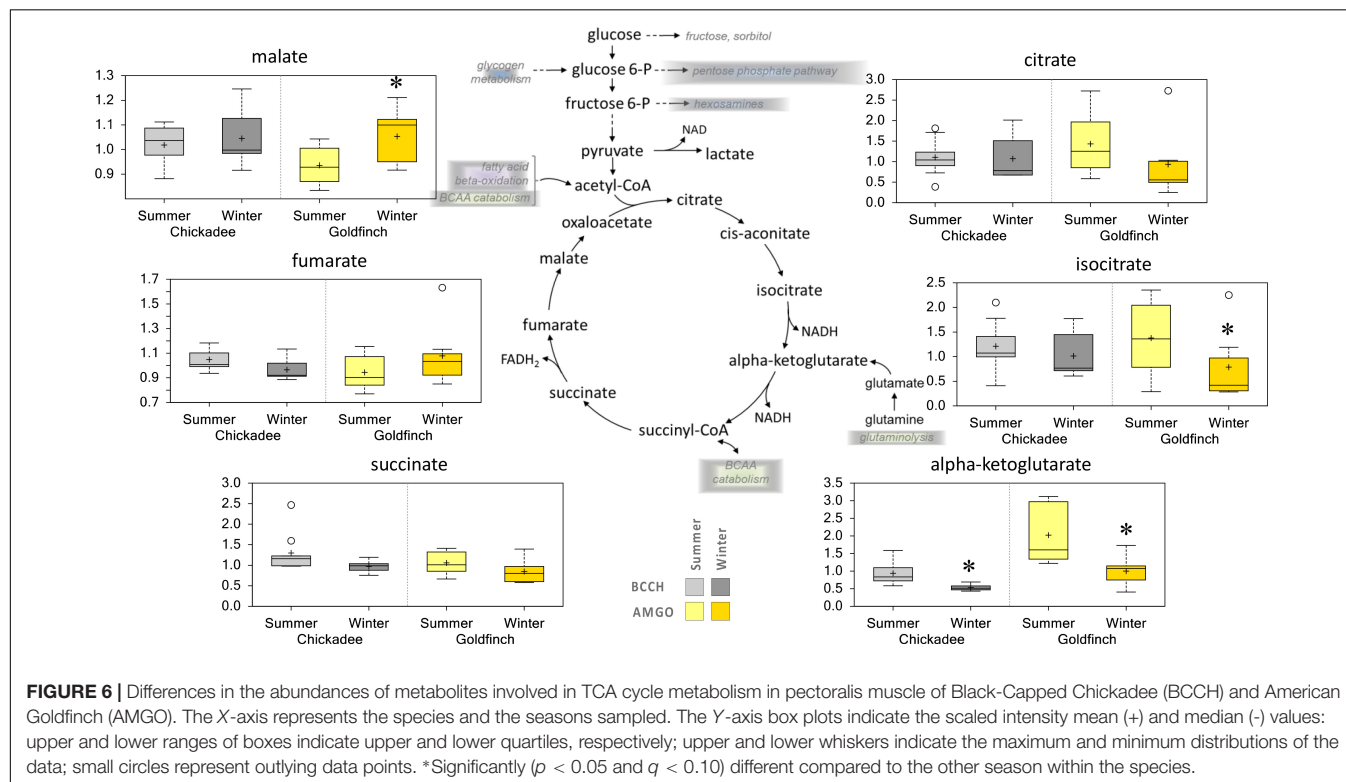 glucose
fructose, sorbitol
glycogen
metabolism
glucose 6-P
pentose phosphate pathway
fructose 6-P
hexosamines
pyruvate
NAD
lactate
fatty acid
beta-oxidation
BCAA catabolism
acetyl-CoA
citrate
oxaloacetate
cis-aconitate
malate
isocitrate
NADH
fumarate
alpha-ketoglutarate
FADH₂
glutamate
succinate
NADH
glutamine
glutaminolysis
succinyl-CoA
BCAA
catabolism
malate
1.3
1.2
1.1
1.0
0.9
*
Summer Winter Summer Winter
Chickadee Goldfinch
citrate
3.0
2.5
2.0
1.5
1.0
0.5
0.0
Summer Winter Summer Winter
Chickadee Goldfinch
fumarate
1.7
1.5
1.3
1.1
0.9
0.7
Summer Winter Summer Winter
Chickadee Goldfinch
isocitrate
2.5
2.0
1.5
1.0
0.5
0.0
*
Summer Winter Summer Winter
Chickadee Goldfinch
succinate
3.0
2.5
2.0
1.5
1.0
0.5
0.0
Summer Winter Summer Winter
Chickadee Goldfinch
Summer Winter
BCCH
AMGO
alpha-ketoglutarate
3.5
3.0
2.5
2.0
1.5
1.0
0.5
0.0
* *
Summer Winter Summer Winter
Chickadee Goldfinch
FIGURE 6 | Differences in the abundances of metabolites involved in TCA cycle metabolism in pectoralis muscle of Black-Capped Chickadee (BCCH) and American
Goldfinch (AMGO). The X-axis represents the species and the seasons sampled. The Y-axis box plots indicate the scaled intensity mean (+) and median (-) values:
upper and lower ranges of boxes indicate upper and lower quartiles, respectively; upper and lower whiskers indicate the maximum and minimum distributions of the
data; small circles represent outlying data points. *Significantly (p < 0.05 and q < 0.10) different compared to the other season within the species.